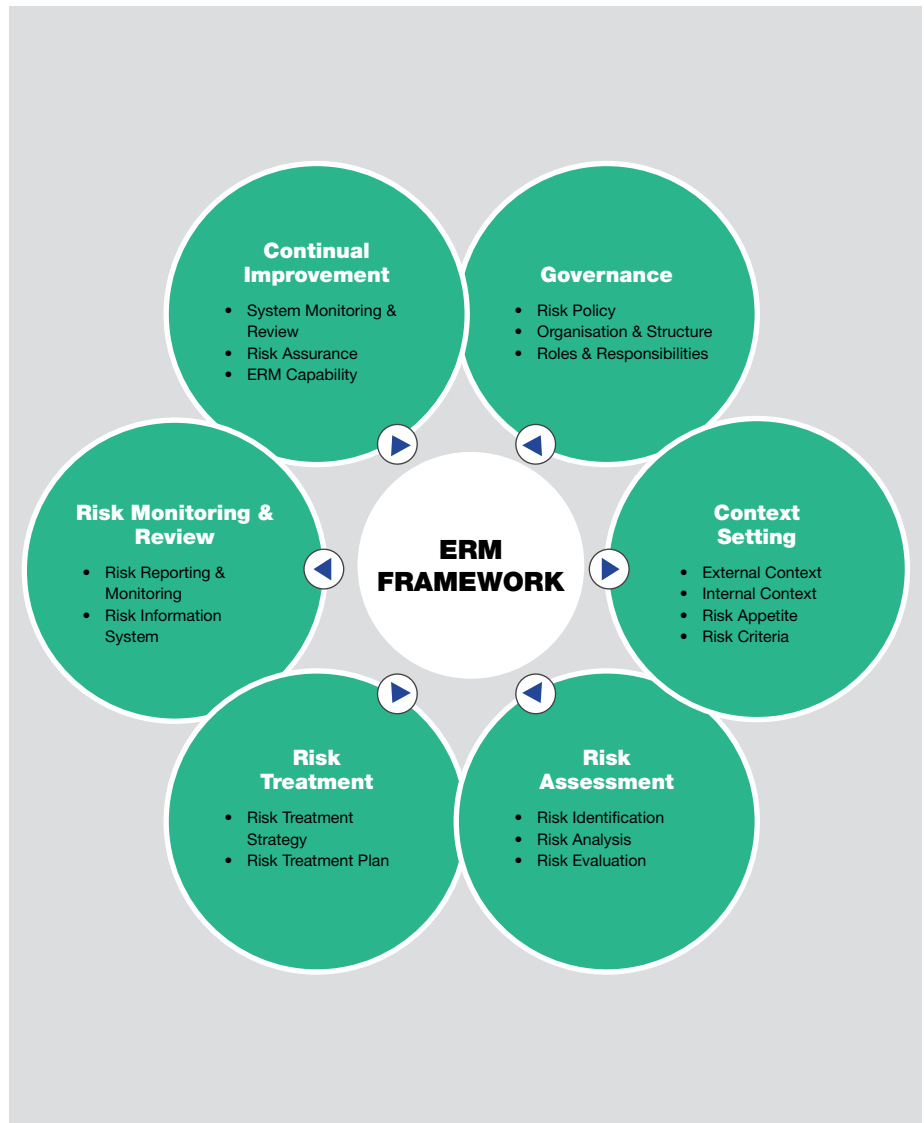 Continual
Improvement
• System Monitoring &
Review
• Risk Assurance
• ERM Capability
Governance
• Risk Policy
• Organisation & Structure
• Roles & Responsibilities
Risk Monitoring &
Review
• Risk Reporting &
Monitoring
• Risk Information
System
ERM
FRAMEWORK
Context
Setting
• External Context
• Internal Context
• Risk Appetite
• Risk Criteria
Risk
Treatment
• Risk Treatment
Strategy
• Risk Treatment Plan
Risk
Assessment
• Risk Identification
• Risk Analysis
• Risk Evaluation